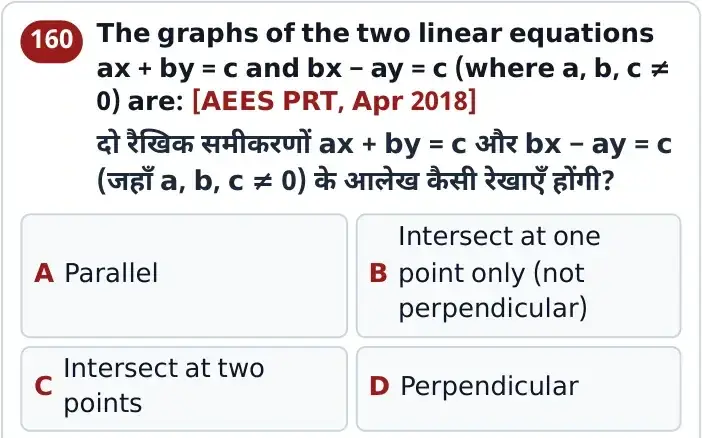 160 The graphs of the two linear equations
ax + by = c and bx − ay = c (where a, b, c ≠
0) are: [AEES PRT, Apr 2018]
दो रैखिक समीकरणों ax + by = c और bx − ay = c
(जहाँ a, b, c ≠ 0) के आलेख कैसी रेखाएँ होंगी?
A Parallel
Intersect at one
B point only (not
perpendicular)
Intersect at two
C points
D Perpendicular